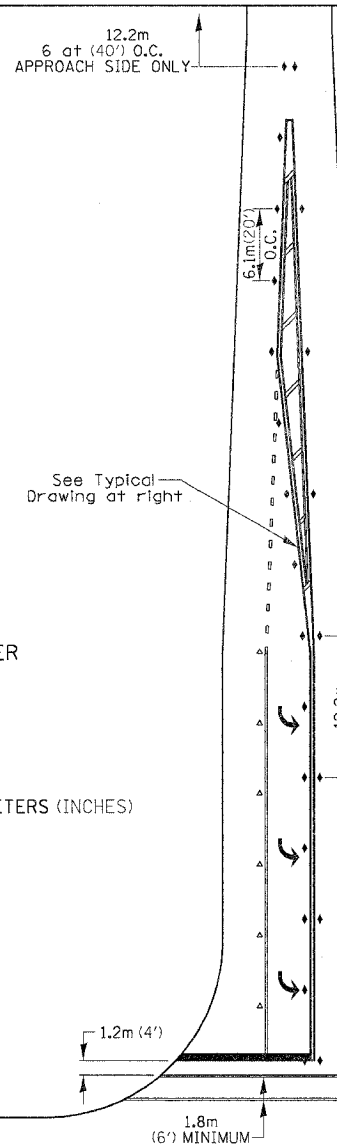 12.2m
6 at (40') O.C.
APPROACH SIDE ONLY
6.1m(20')
O.C.
See Typical
Drawing at right
ER
ETERS (INCHES)
1.2m (4')
1.8m
(6') MINIMUM